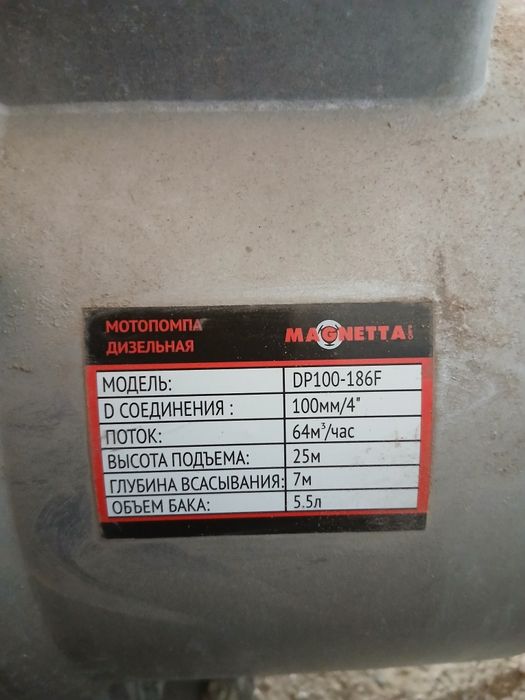 МОТОПОМПА
ДИЗЕЛЬНАЯ
MAGNETTA
МОДЕЛЬ: DP100-186F
D СОЕДИНЕНИЯ : 100мм/4"
ПОТОК: 64м³/час
ВЫСОТА ПОДЪЕМА: 25м
ГЛУБИНА ВСАСЫВАНИЯ: 7м
ОБЪЕМ БАКА: 5.5л